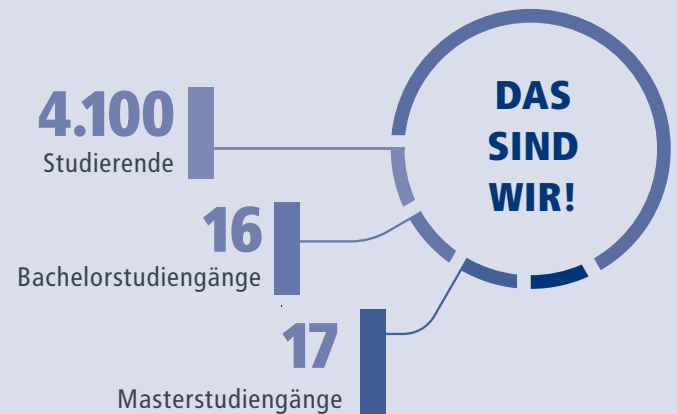 4.100
Studierende
16
Bachelorstudiengänge
17
Masterstudiengänge
DAS
SIND
WIR!